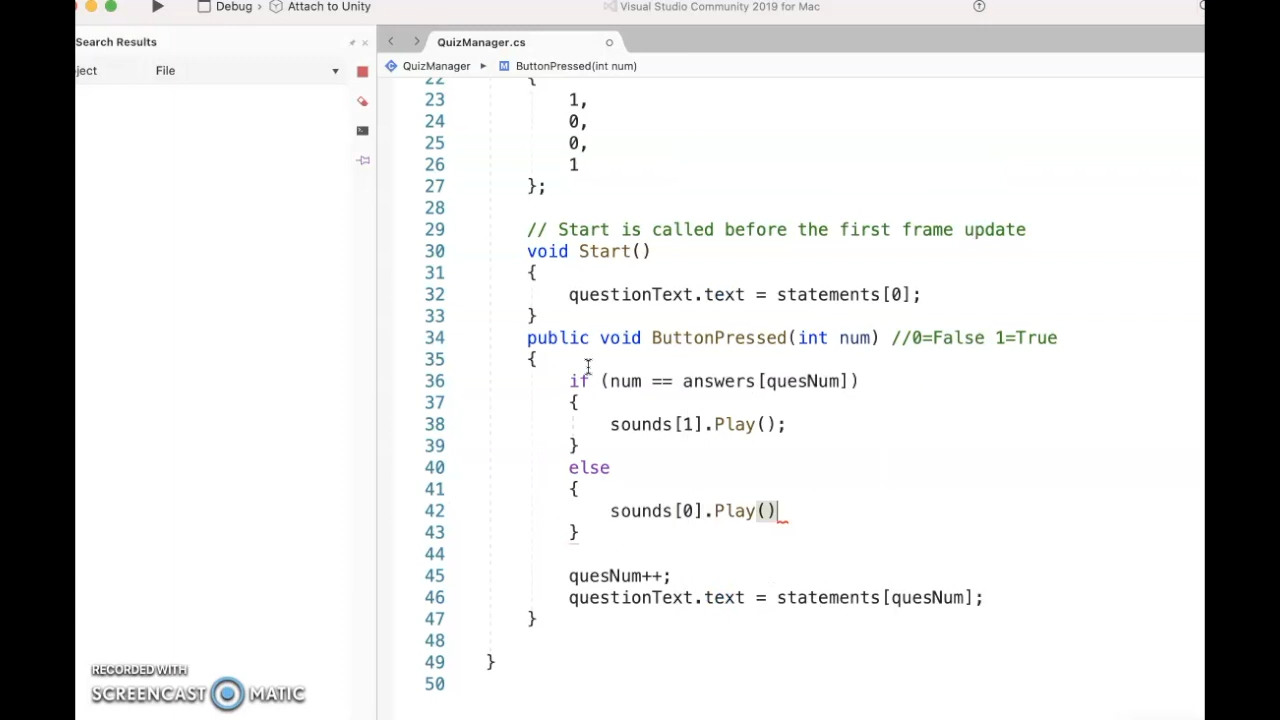 Debug › Attach to Unity
Visual Studio Community 2019 for Mac
Search Results
QuizManager.cs
ject File
QuizManager ▸ ButtonPressed(int num)
22 {
23 1,
24 0,
25 0,
26 1
27 };
28
29 // Start is called before the first frame update
30 void Start()
31 {
32 questionText.text = statements[0];
33 }
34 public void ButtonPressed(int num) //0=False 1=True
35 {
36 if (num == answers[quesNum])
37 {
38 sounds[1].Play();
39 }
40 else
41 {
42 sounds[0].Play()
43 }
44
45 quesNum++;
46 questionText.text = statements[quesNum];
47 }
48
49 }
50
RECORDED WITH
SCREENCAST MATIC